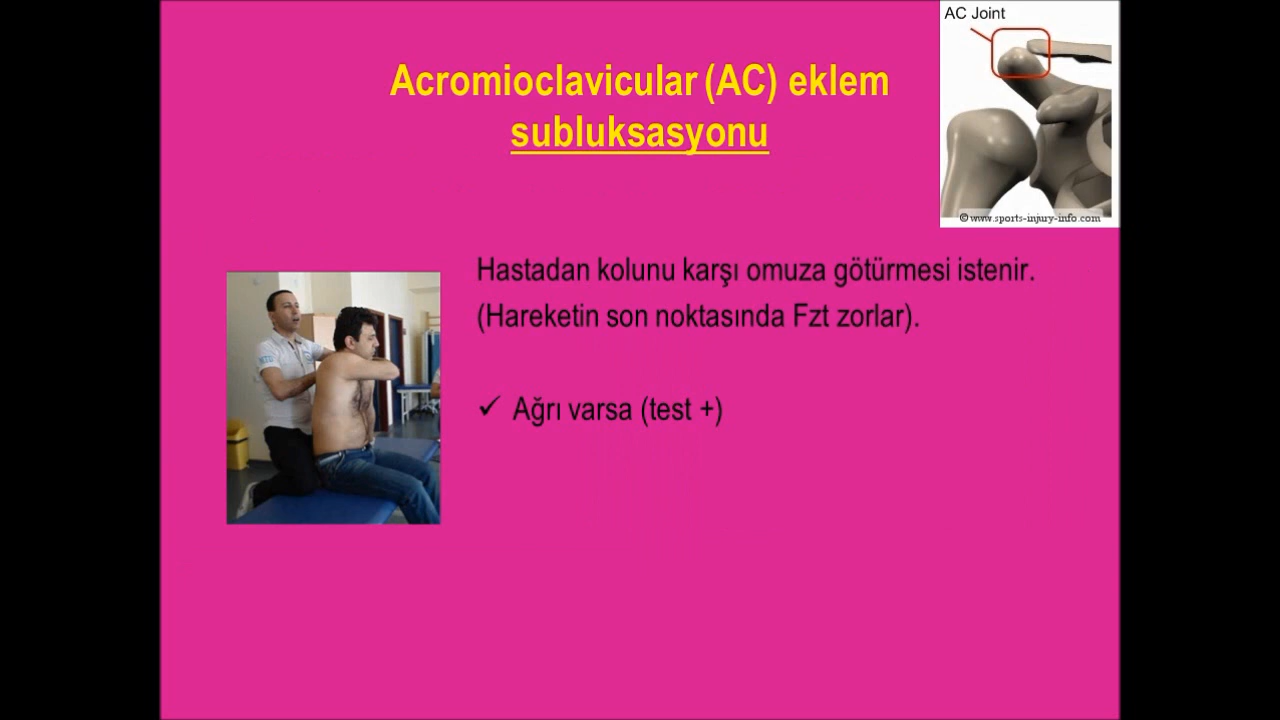 AC Joint
Acromioclavicular (AC) eklem
subluksasyonu
© www.sports-injury-info.com
Hastadan kolunu karşı omuza götürmesi istenir.
(Hareketin son noktasında Fzt zorlar).
✓ Ağrı varsa (test +)